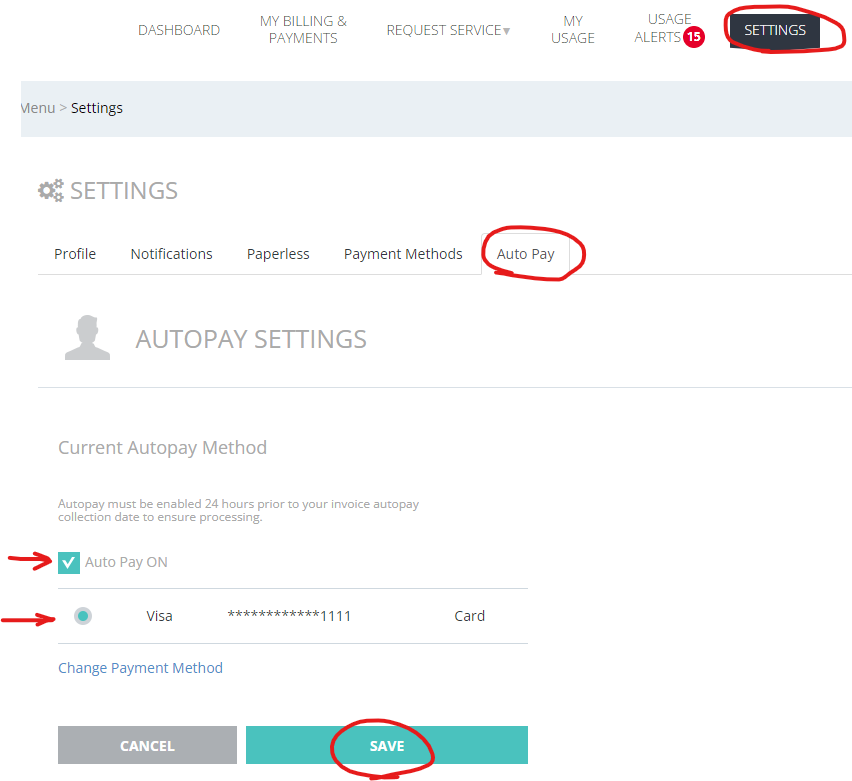 DASHBOARD
MY BILLING &
PAYMENTS
REQUEST SERVICE▼
MY
USAGE
USAGE
ALERTS 15
SETTINGS
Menu > Settings
SETTINGS
Profile Notifications Paperless Payment Methods Auto Pay
AUTOPAY SETTINGS
Current Autopay Method
Autopay must be enabled 24 hours prior to your invoice autopay
collection date to ensure processing.
Auto Pay ON
Visa ************1111 Card
Change Payment Method
CANCEL SAVE